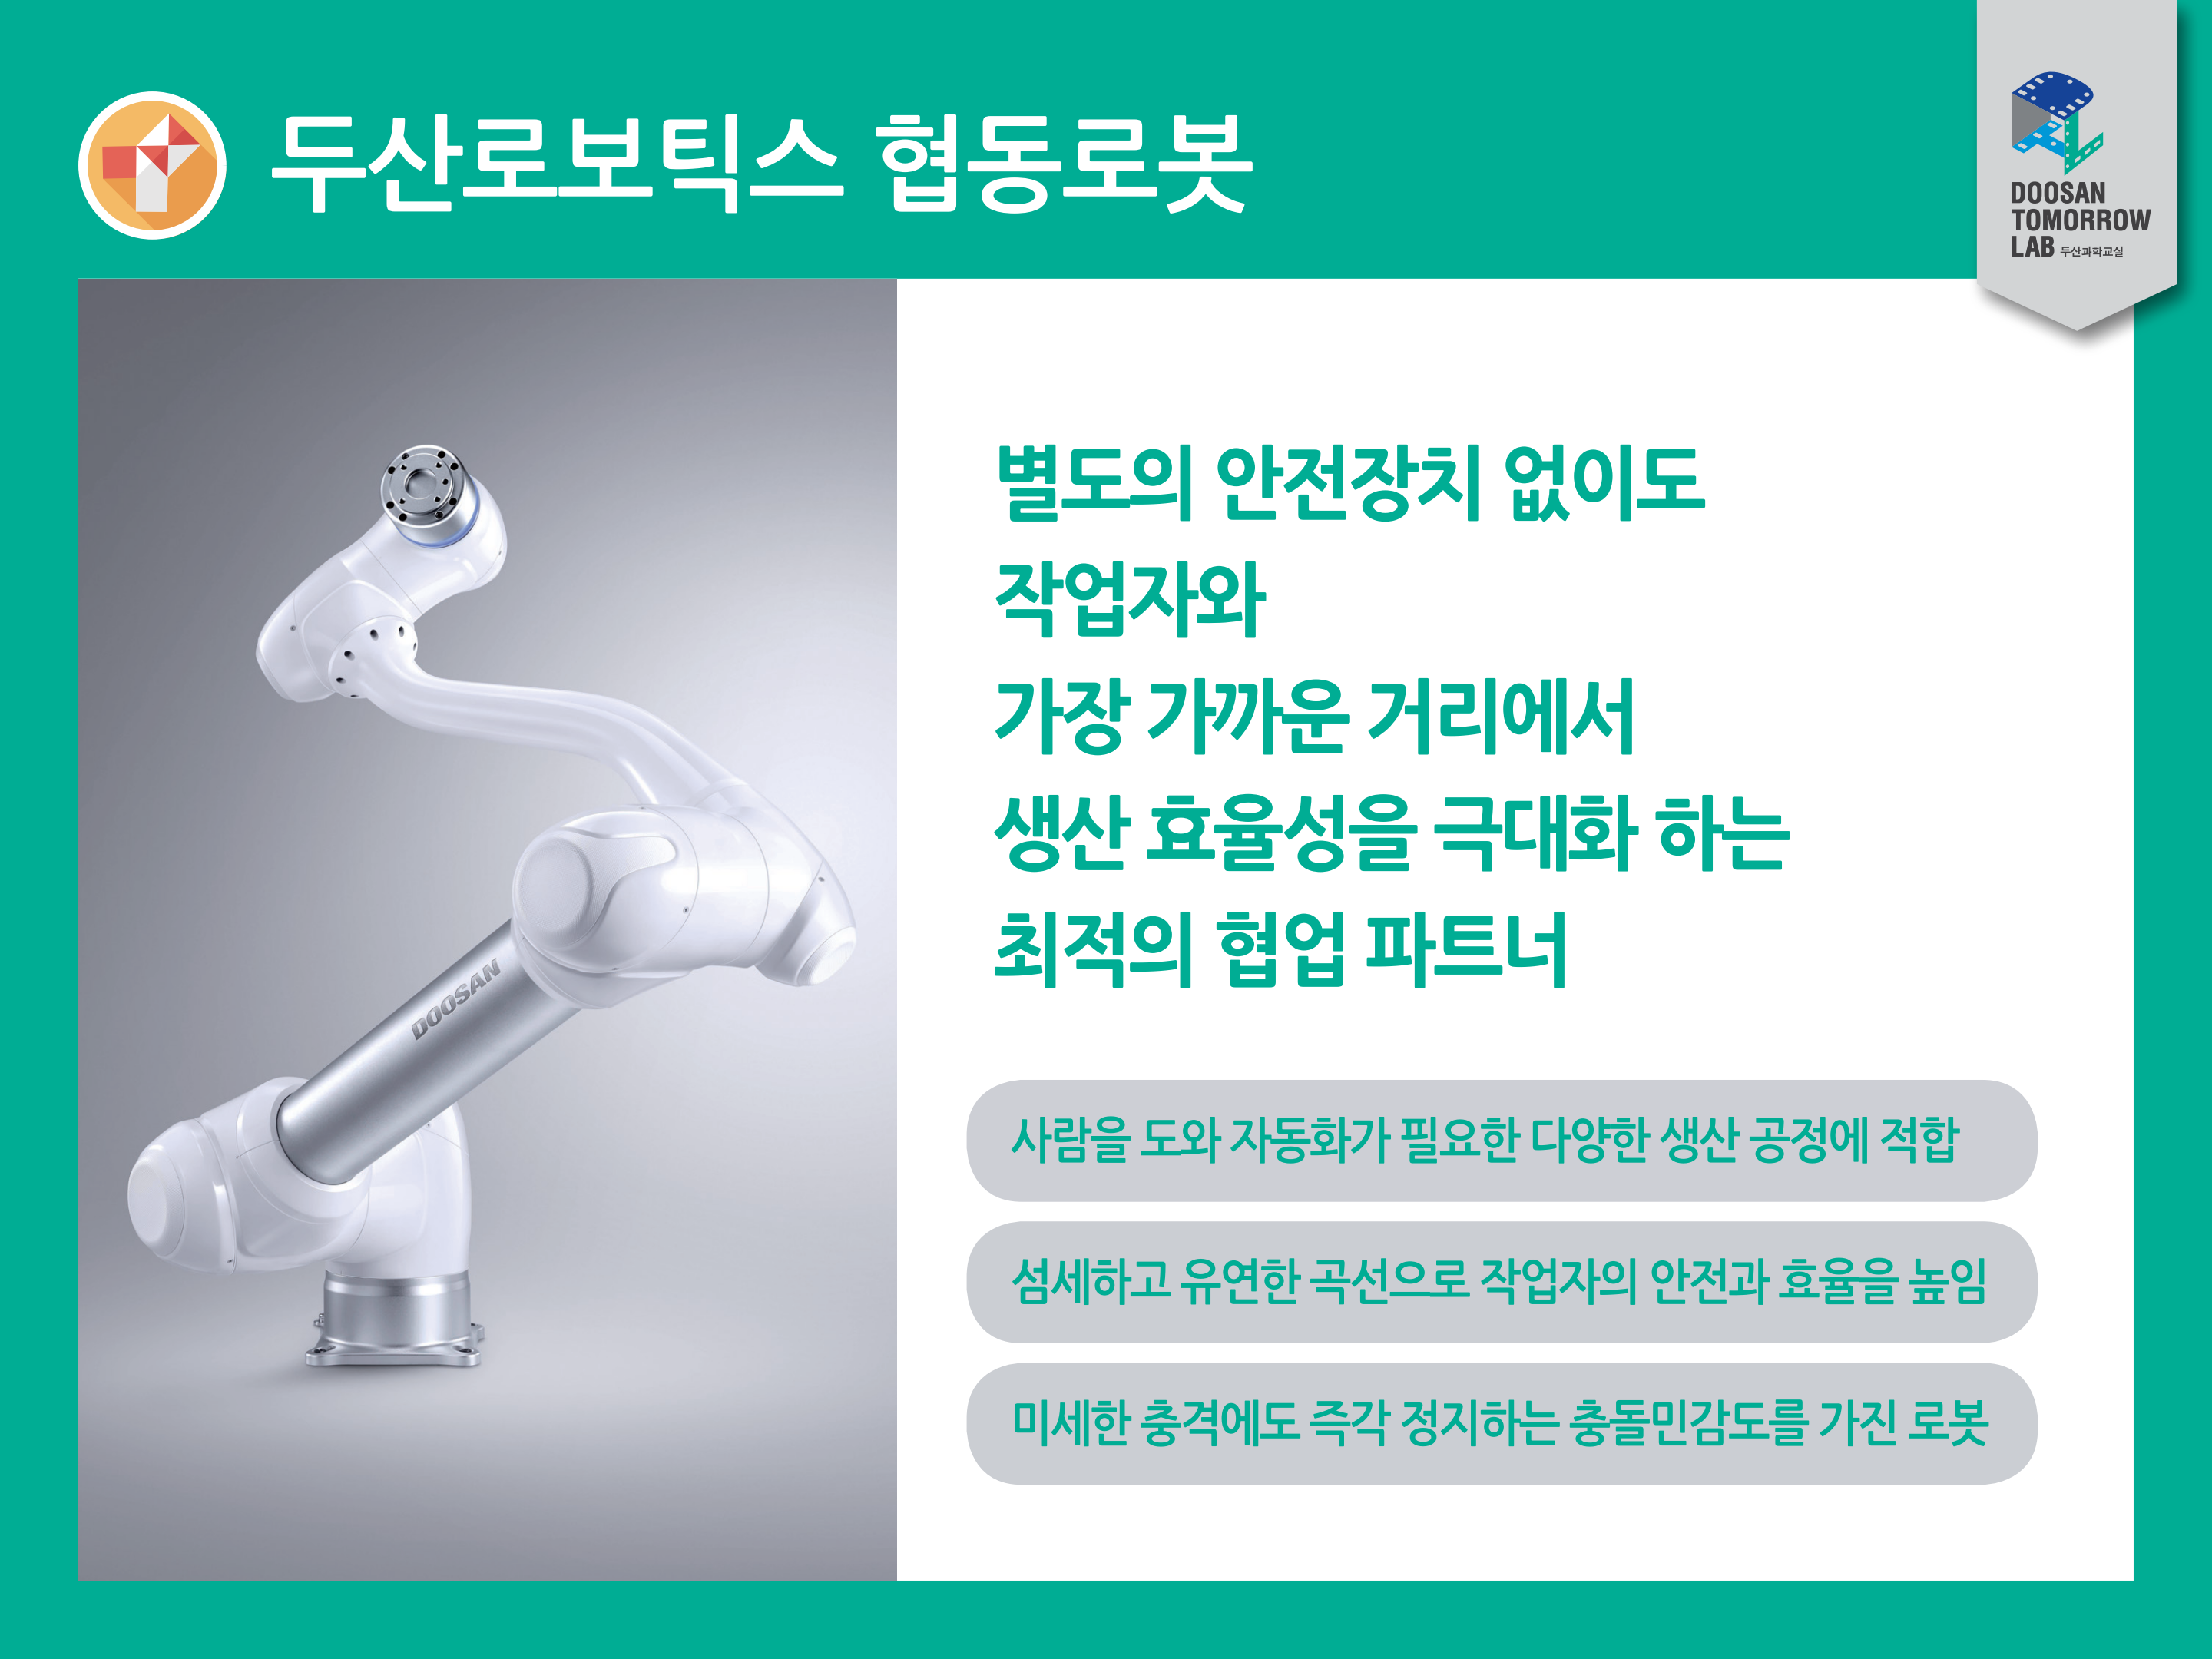 두산로보틱스 협동로봇
DOOSAN
TOMORROW
LAB 두산과학교실
별도의 안전장치 없이도
작업자와
가장 가까운 거리에서
생산 효율성을 극대화 하는
최적의 협업 파트너
DOOSAN
사람을 도와 자동화가 필요한 다양한 생산 공정에 적합
섬세하고 유연한 곡선으로 작업자의 안전과 효율을 높임
미세한 충격에도 즉각 정지하는 충돌민감도를 가진 로봇